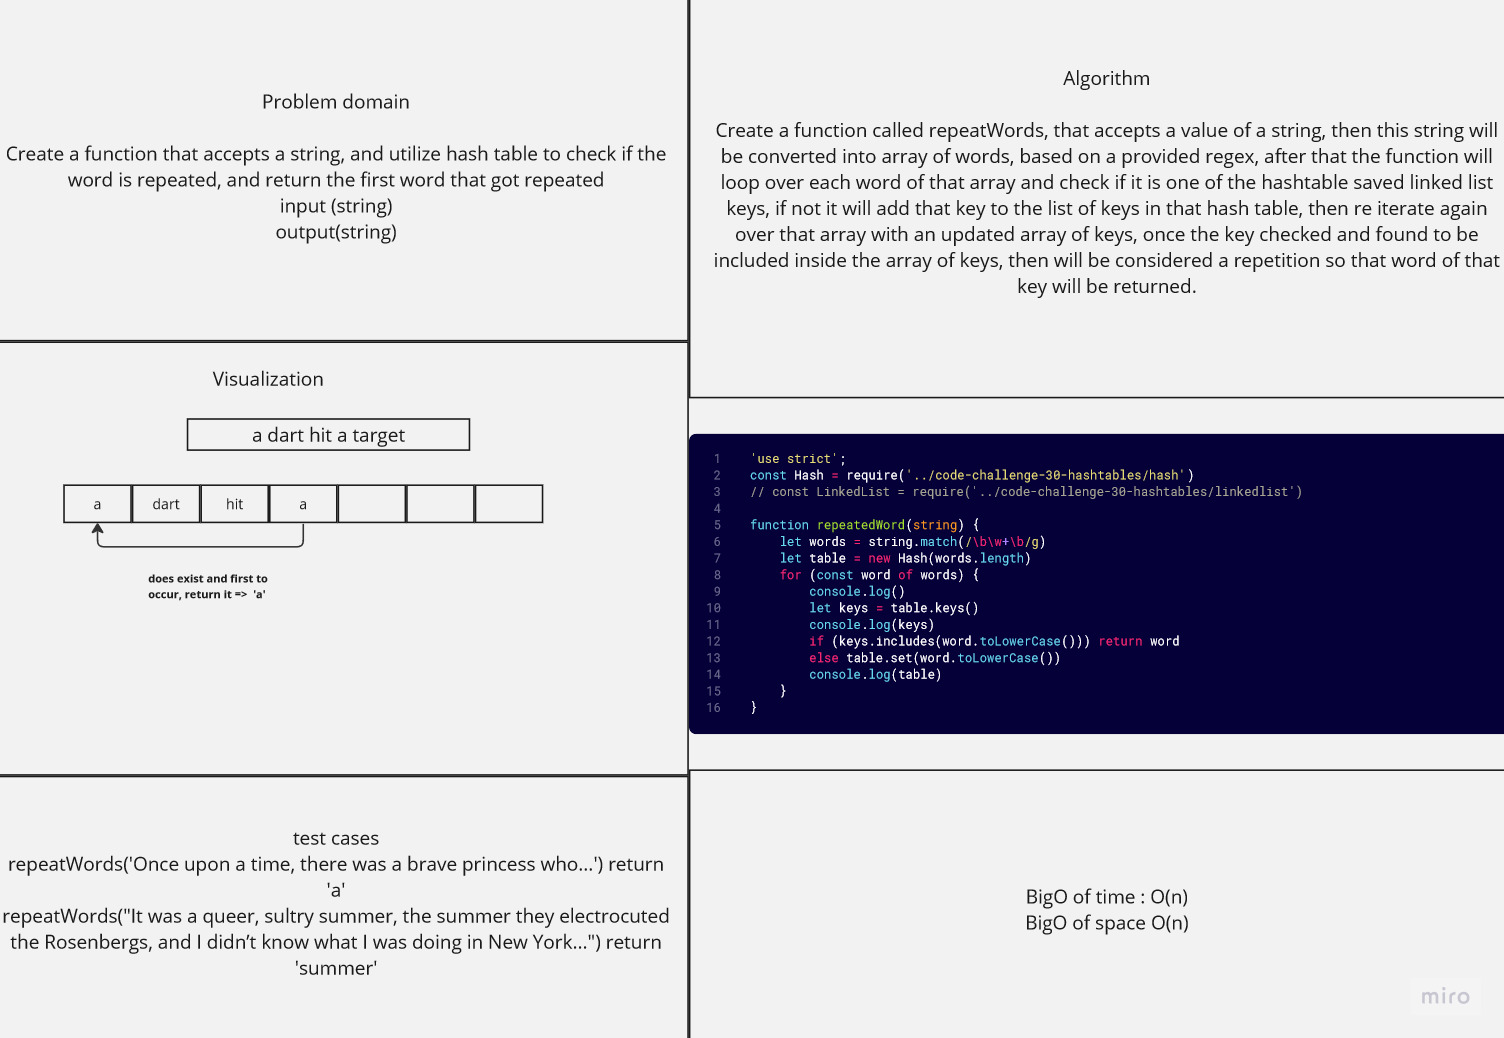 Problem domain
Create a function that accepts a string, and utilize hash table to check if the
word is repeated, and return the first word that got repeated
input (string)
output(string)
Visualization
a dart hit a target
a dart hit a
does exist and first to
occur, return it => 'a'
test cases
repeatWords('Once upon a time, there was a brave princess who...') return
'a'
repeatWords("It was a queer, sultry summer, the summer they electrocuted
the Rosenbergs, and I didn’t know what I was doing in New York...") return
'summer'
Algorithm
Create a function called repeatWords, that accepts a value of a string, then this string will
be converted into array of words, based on a provided regex, after that the function will
loop over each word of that array and check if it is one of the hashtable saved linked list
keys, if not it will add that key to the list of keys in that hash table, then re iterate again
over that array with an updated array of keys, once the key checked and found to be
included inside the array of keys, then will be considered a repetition so that word of that
key will be returned.
1 'use strict';
2 const Hash = require('../code-challenge-30-hashtables/hash')
3 // const LinkedList = require('../code-challenge-30-hashtables/linkedlist')
4
5 function repeatedWord(string) {
6 let words = string.match(/\b\w+\b/g)
7 let table = new Hash(words.length)
8 for (const word of words) {
9 console.log()
10 let keys = table.keys()
11 console.log(keys)
12 if (keys.includes(word.toLowerCase())) return word
13 else table.set(word.toLowerCase())
14 console.log(table)
15 }
16 }
BigO of time : O(n)
BigO of space O(n)
miro